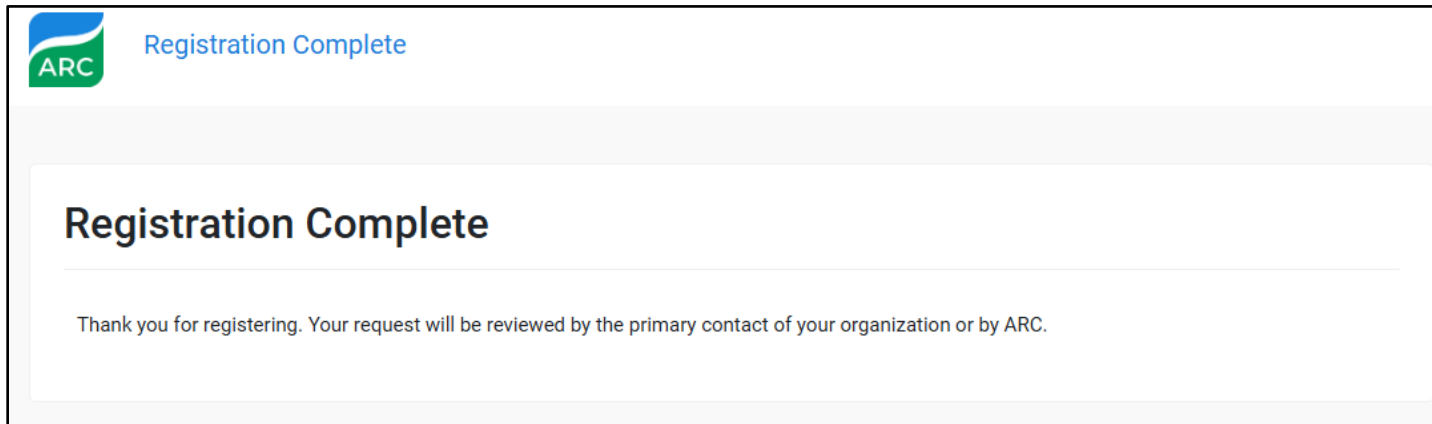 ARC
Registration Complete
Registration Complete
Thank you for registering. Your request will be reviewed by the primary contact of your organization or by ARC.